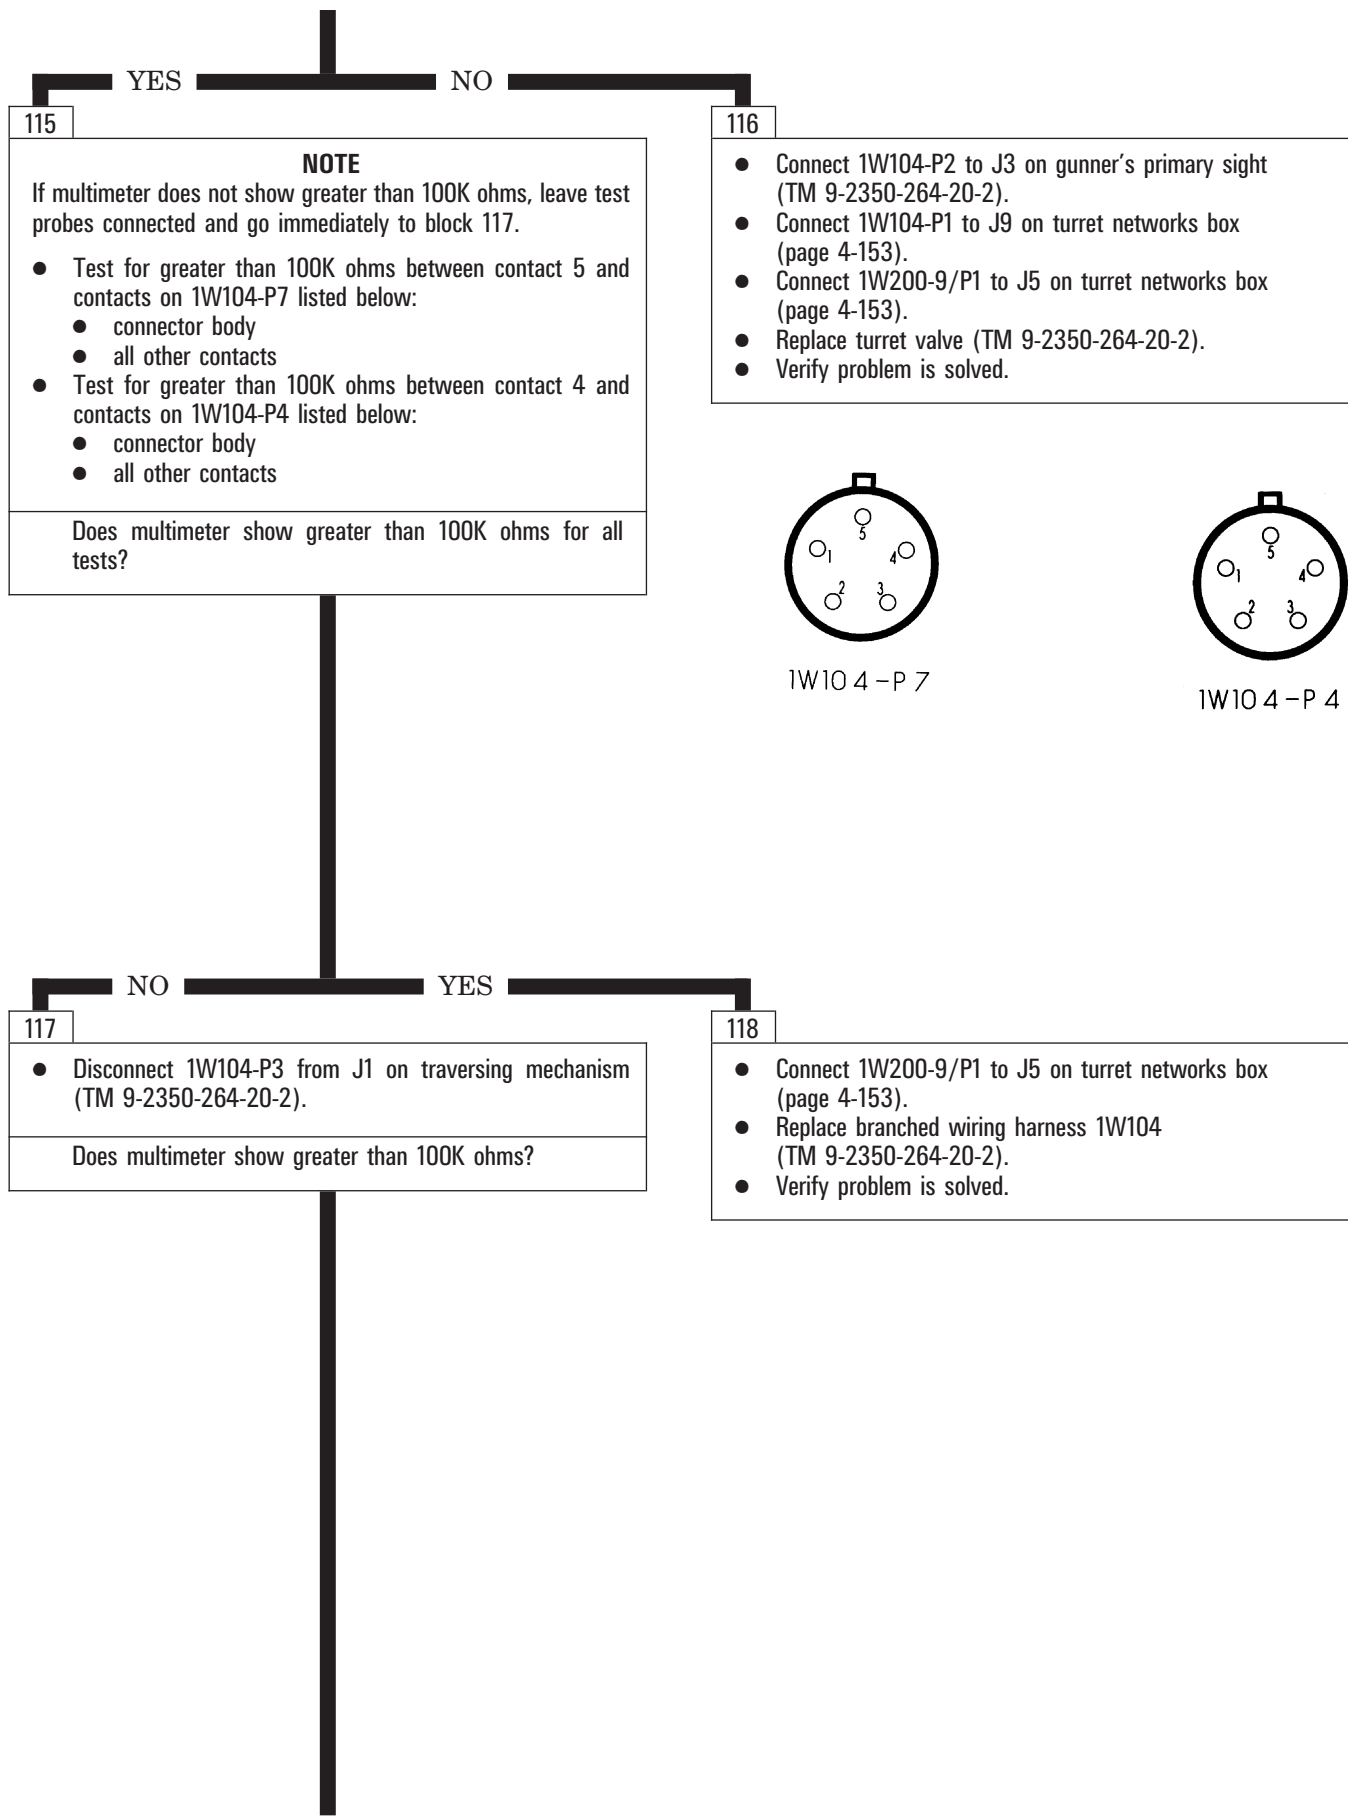 YES
NO
115
NOTE
If multimeter does not show greater than 100K ohms, leave test
probes connected and go immediately to block 117.
● Test for greater than 100K ohms between contact 5 and
contacts on 1W104-P7 listed below:
● connector body
● all other contacts
● Test for greater than 100K ohms between contact 4 and
contacts on 1W104-P4 listed below:
● connector body
● all other contacts
Does multimeter show greater than 100K ohms for all
tests?
116
● Connect 1W104-P2 to J3 on gunner's primary sight
(TM 9-2350-264-20-2).
● Connect 1W104-P1 to J9 on turret networks box
(page 4-153).
● Connect 1W200-9/P1 to J5 on turret networks box
(page 4-153).
● Replace turret valve (TM 9-2350-264-20-2).
● Verify problem is solved.
5
1
4
2
3
1W104-P7
5
1
4
2
3
1W104-P4
NO
YES
117
● Disconnect 1W104-P3 from J1 on traversing mechanism
(TM 9-2350-264-20-2).
Does multimeter show greater than 100K ohms?
118
● Connect 1W200-9/P1 to J5 on turret networks box
(page 4-153).
● Replace branched wiring harness 1W104
(TM 9-2350-264-20-2).
● Verify problem is solved.